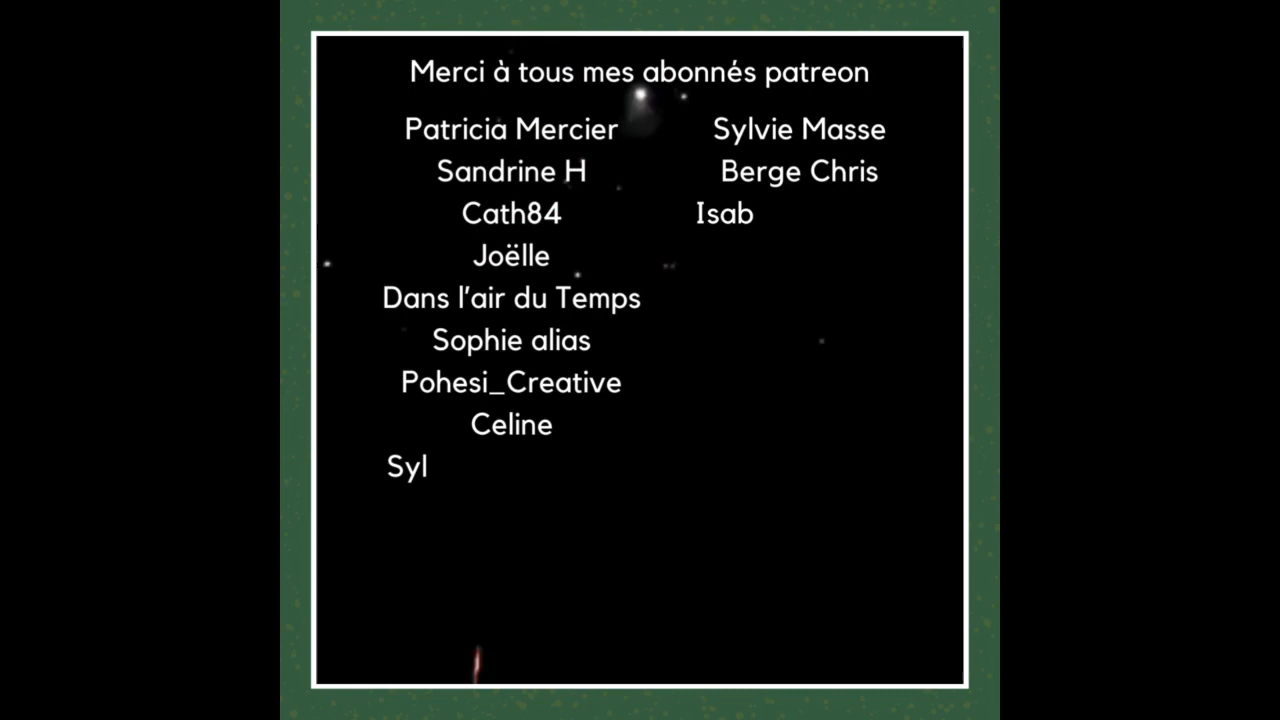 Merci à tous mes abonnés patreon
Patricia Mercier
Sandrine H
Cath84
Joëlle
Dans l'air du Temps
Sophie alias
Pohesi_Creative
Celine
Syl
Sylvie Masse
Berge Chris
Isab